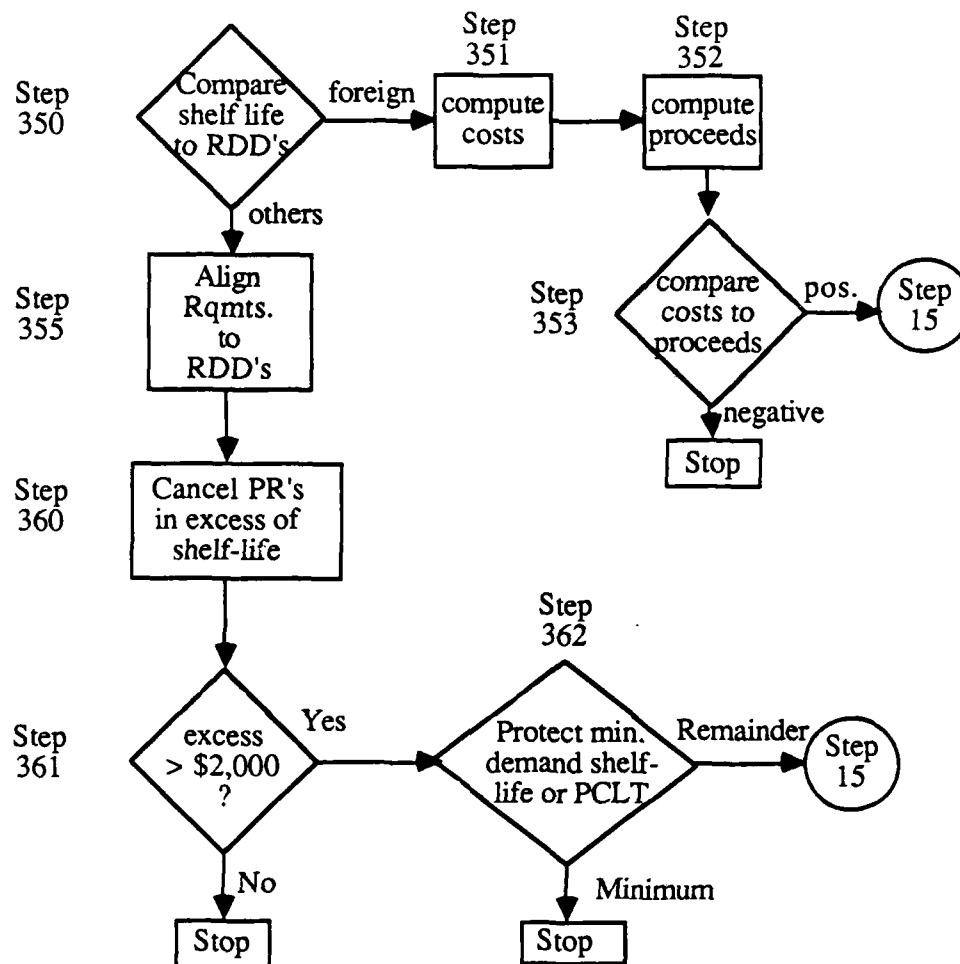 Step
350
Compare
shelf life
to RDD's
foreign
Step
351
compute
costs
Step
352
compute
proceeds
others
Step
355
Align
Rqmts.
to
RDD's
Step
353
compare
costs to
proceeds
pos.
Step
15
negative
Stop
Step
360
Cancel PR's
in excess of
shelf-life
Step
361
excess
> $2,000
?
Yes
Step
362
Protect min.
demand shelf-
life or PCLT
Remainder
Step
15
No
Stop
Minimum
Stop